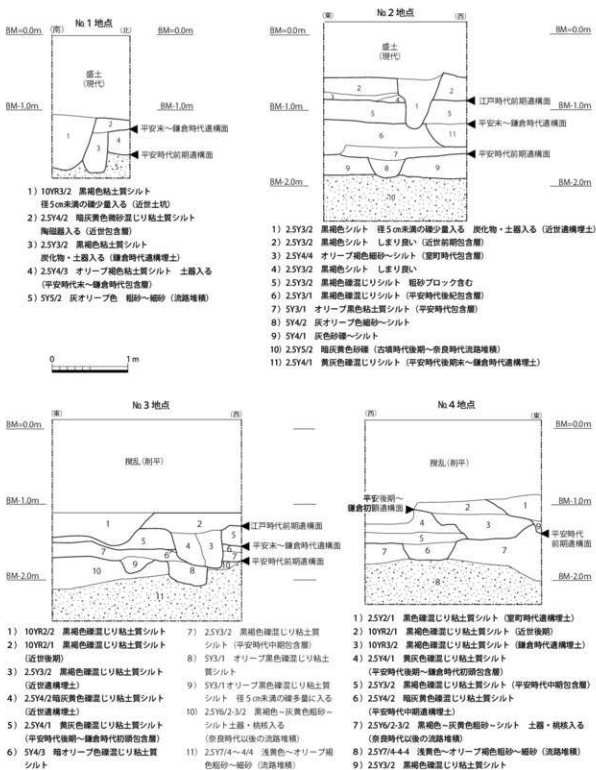 No.1 地点
(南)
(北)
BM=0.0m
BM=0.0m
盛土
(現代)
BM-1.0m
BM-1.0m
1
2
3
4
5
平安末～鎌倉時代遺構面
平安時代前期遺構面
1）10YR3/2 黒褐色粘土質シルト
径5cm未満の礫少量入る（近世土坑）
2）2.5Y4/2 暗灰黄色微砂混じり粘土質シルト
陶磁器入る（近世包含層）
3）2.5Y3/2 黒褐色粘土質シルト
炭化物・土器入る（鎌倉時代遺構埋土）
4）2.5Y4/3 オリーブ褐色粘土質シルト 土器入る
（平安時代末～鎌倉時代包含層）
5）5Y5/2 灰オリーブ色 粗砂～細砂（流路堆積）
0 1m
No.2 地点
(東)
(西)
BM=0.0m
BM=0.0m
盛土
(現代)
BM-1.0m
BM-1.0m
BM-2.0m
BM-2.0m
2
3
4
1
2
5
5
6
11
7
9
8
9
10
江戸時代前期遺構面
平安末～鎌倉時代遺構面
平安時代前期遺構面
1）2.5Y3/2 黒褐色シルト 径5cm未満の礫少量入る 炭化物・土器入る（近世遺構埋土）
2）2.5Y3/2 黒褐色シルト しまり良い（近世前期包含層）
3）2.5Y4/4 オリーブ褐色細砂～シルト（室町時代包含層）
4）2.5Y3/2 黒褐色シルト しまり良い
5）2.5Y3/2 黒褐色礫混じりシルト 粗砂ブロック含む
6）2.5Y3/1 黒褐色礫混じりシルト（平安時代後紀包含層）
7）5Y3/1 オリーブ黒色粘土質シルト（平安時代包含層）
8）5Y4/2 灰オリーブ色細砂～シルト
9）5Y4/1 灰色砂礫～シルト
10）2.5Y5/2 暗灰黄色砂礫（古墳時代後期～奈良時代流路堆積）
11）2.5Y4/1 黄灰色礫混じりシルト（平安時代後期末～鎌倉時代遺構埋土）
No.3 地点
(東)
(西)
BM=0.0m
攪乱（削平）
BM-1.0m
BM-2.0m
1
2
5
5
7
6
4
3
6
7
10
9
8
10
11
江戸時代前期遺構面
平安末～鎌倉時代遺構面
平安時代前期遺構面
1）10YR2/2 黒褐色礫混じり粘土質シルト
2）10YR2/1 黒褐色礫混じり粘土質シルト
（近世後期）
3）2.5Y3/2 黒褐色礫混じり粘土質シルト
（近世遺構埋土）
4）2.5Y4/2暗灰黄色礫混じり粘土質シルト
（近世遺構埋土）
5）2.5Y4/1 黄灰色礫混じり粘土質シルト
（平安時代後期～鎌倉時代初頭包含層）
6）5Y4/3 暗オリーブ色礫混じり粘土質
シルト
7）2.5Y3/2 黒褐色礫混じり粘土質
シルト（平安時代中期包含層）
8）5Y3/1 オリーブ黒色礫混じり粘土
質シルト
9）5Y3/1オリーブ黒色礫混じり粘土質
シルト 径5cm未満の礫多量に入る
10）2.5Y6/2-3/2 黒褐色～灰黄色粗砂～
シルト土器・桃核入る
（奈良時代以後の流路堆積）
11）2.5Y7/4～4/4 浅黄色～オリーブ褐
色粗砂～細砂（流路堆積）
No.4 地点
(西)
(東)
BM=0.0m
攪乱（削平）
BM-1.0m
BM-2.0m
平安後期～
鎌倉初頭遺構面
平安時代
前期遺構面
2
1
4
3
9
5
7
6
7
8
1）2.5Y2/1 黒色礫混じり粘土質シルト（室町時代遺構埋土）
2）10YR2/1 黒褐色礫混じり粘土質シルト（近世後期）
3）10YR3/2 黒褐色礫混じり粘土質シルト（鎌倉時代遺構埋土）
4）2.5Y4/1 黄灰色礫混じり粘土質シルト
（平安時代後期～鎌倉時代初頭包含層）
5）2.5Y3/2 黒褐色礫混じり粘土質シルト（平安時代中期包含層）
6）2.5Y4/2 暗灰黄色礫混じり粘土質シルト
（平安時代中期遺構埋土）
7）2.5Y6/2-3/2 黒褐色～灰黄色粗砂～シルト 土器・桃核入る
（奈良時代以後の流路堆積）
8）2.5Y7/4-4-4 浅黄色～オリーブ褐色粗砂～細砂（流路堆積）
9）2.5Y3/2 黒褐色礫混じり粘土質シルト